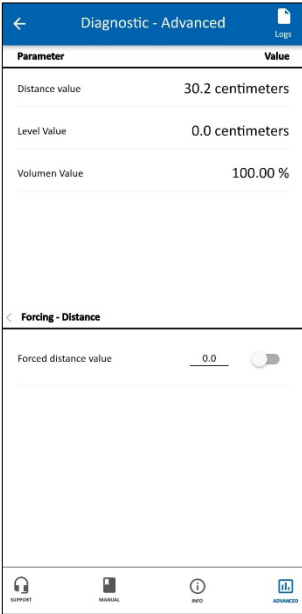 Diagnostic - Advanced
Logs
Parameter Value
Distance value 30.2 centimeters
Level Value 0.0 centimeters
Volumen Value 100.00 %
Forcing - Distance
Forced distance value 0.0
SUPPORT MANUAL INFO ADVANCED